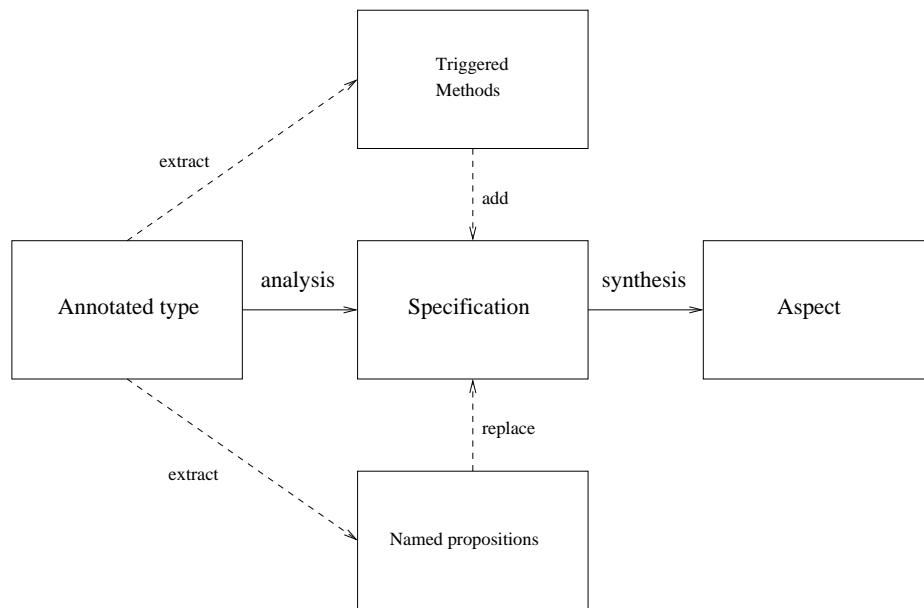 Triggered
Methods
extract
add
analysis
synthesis
Annotated type
Specification
Aspect
replace
extract
Named propositions